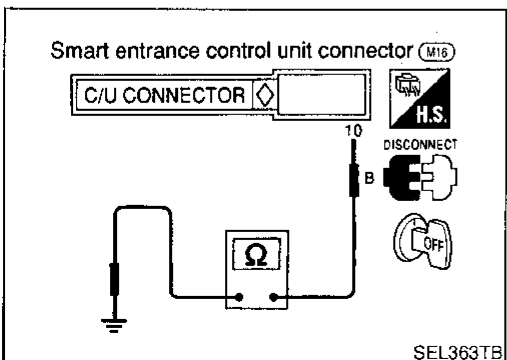 Smart entrance control unit connector (M16)
C/U CONNECTOR
H.S.
10
DISCONNECT
B
OFF
Ω
SEL363TB